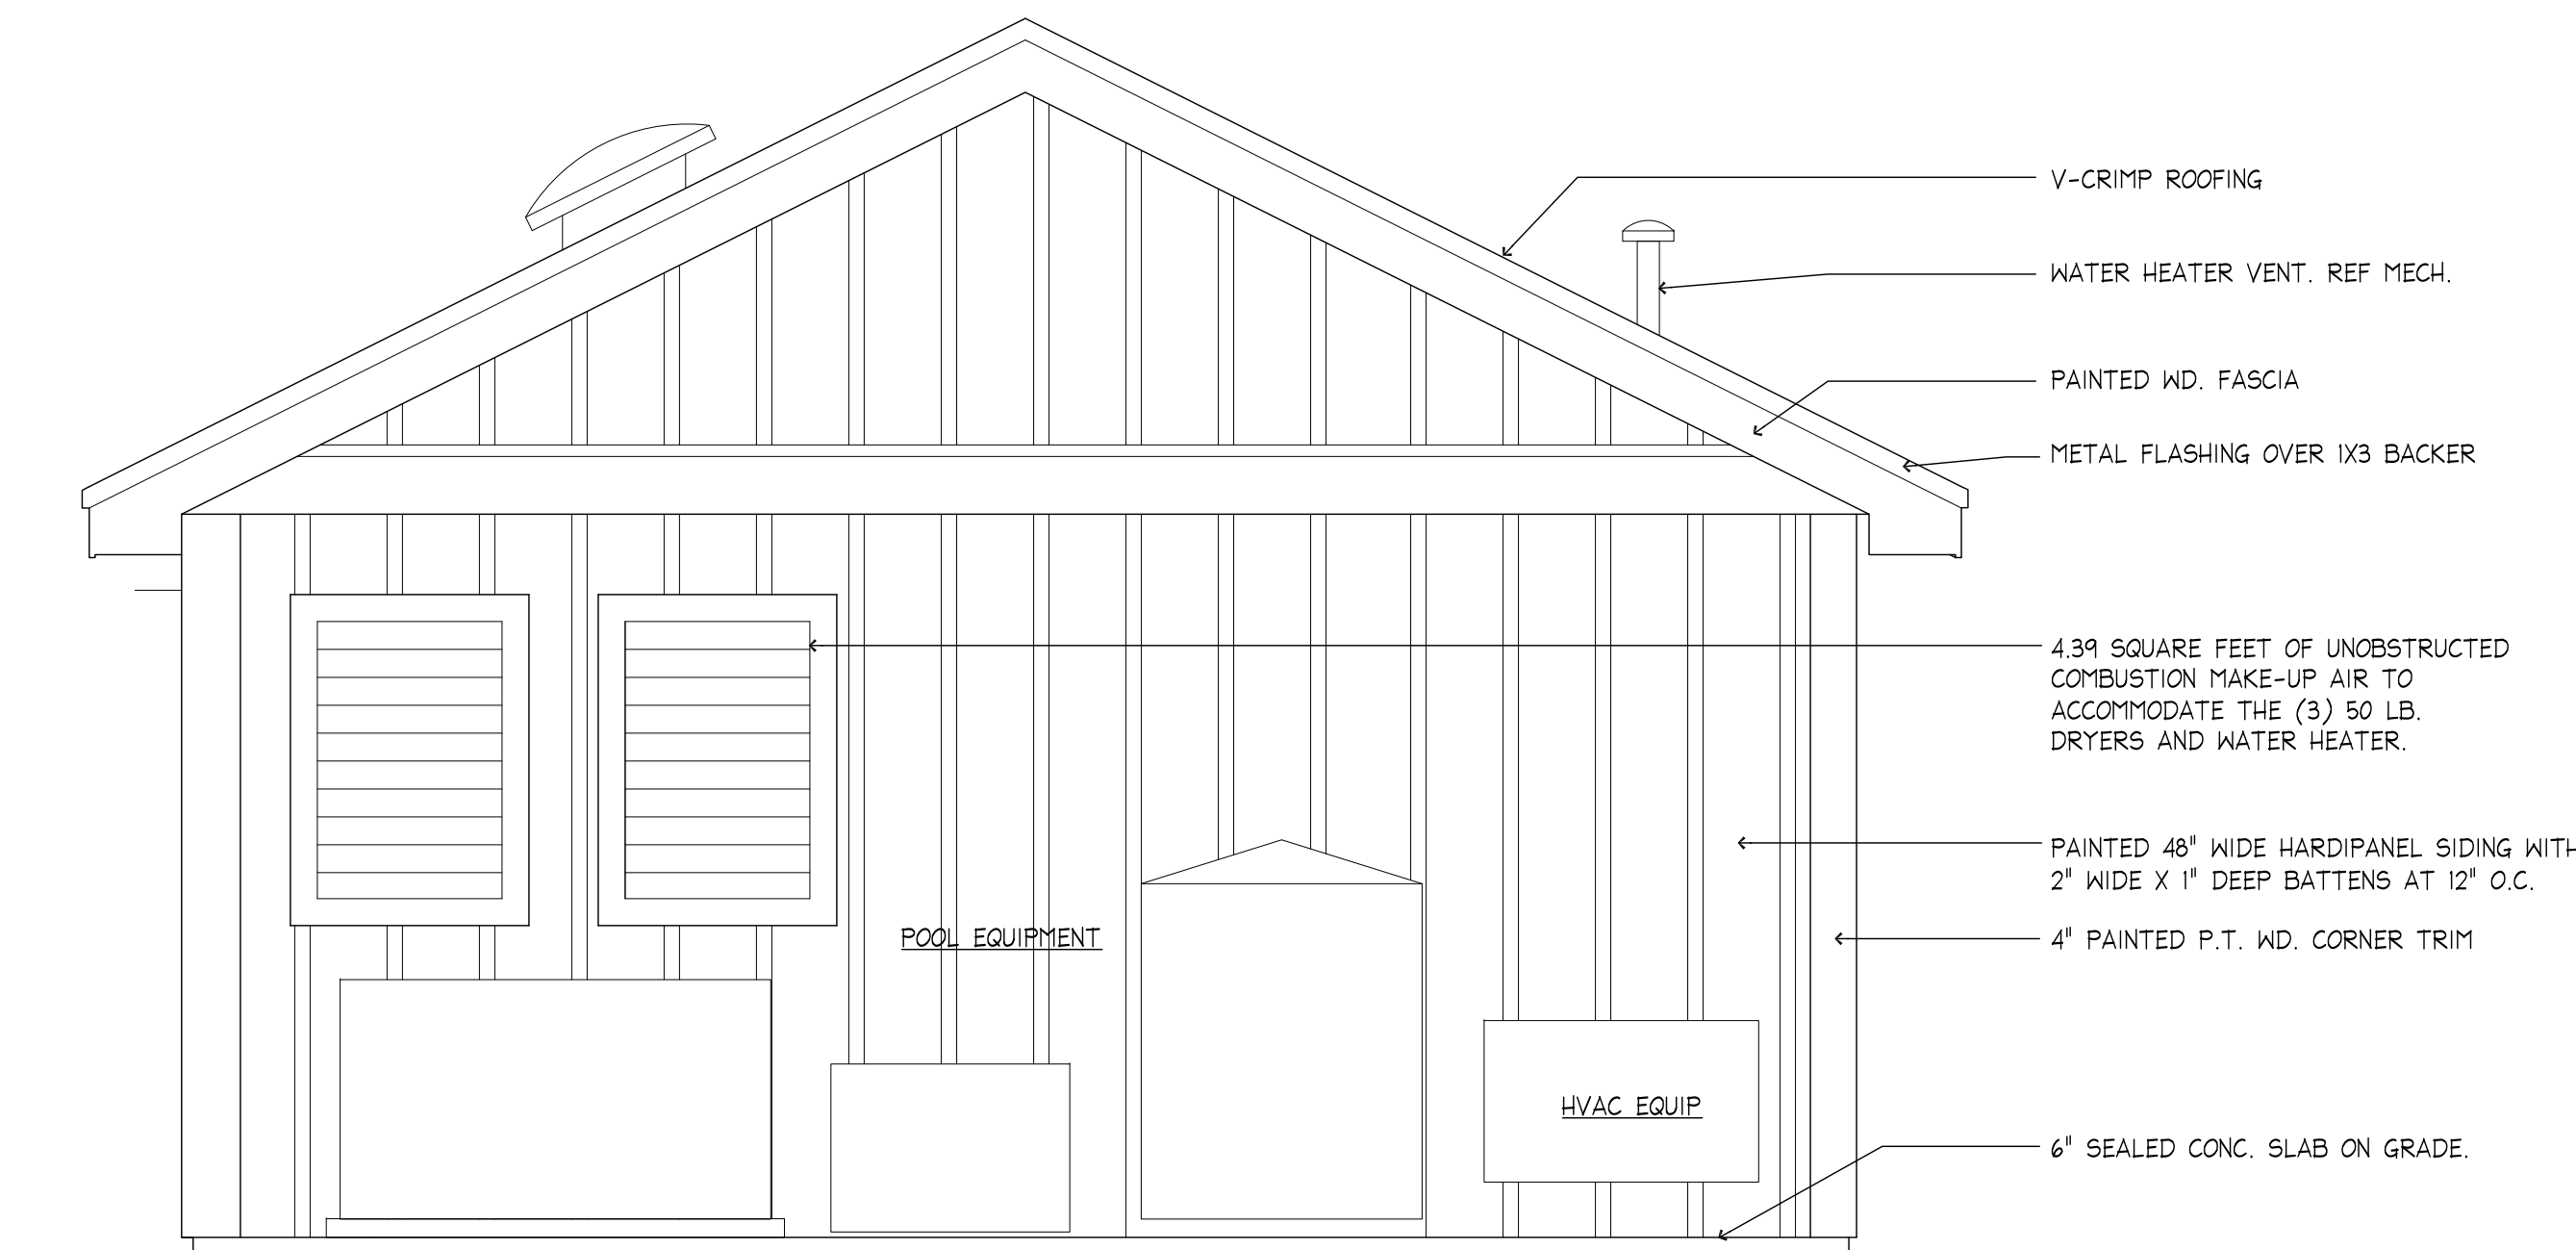 V-CRIMP ROOFING
WATER HEATER VENT. REF MECH.
PAINTED WD. FASCIA
METAL FLASHING OVER 1X3 BACKER
4.39 SQUARE FEET OF UNOBSTRUCTED
COMBUSTION MAKE-UP AIR TO
ACCOMMODATE THE (3) 50 LB.
DRYERS AND WATER HEATER.
PAINTED 48" WIDE HARDIPANEL SIDING WITH
2" WIDE X 1" DEEP BATTENS AT 12" O.C.
POOL EQUIPMENT
4" PAINTED P.T. WD. CORNER TRIM
HVAC EQUIP
6" SEALED CONC. SLAB ON GRADE.